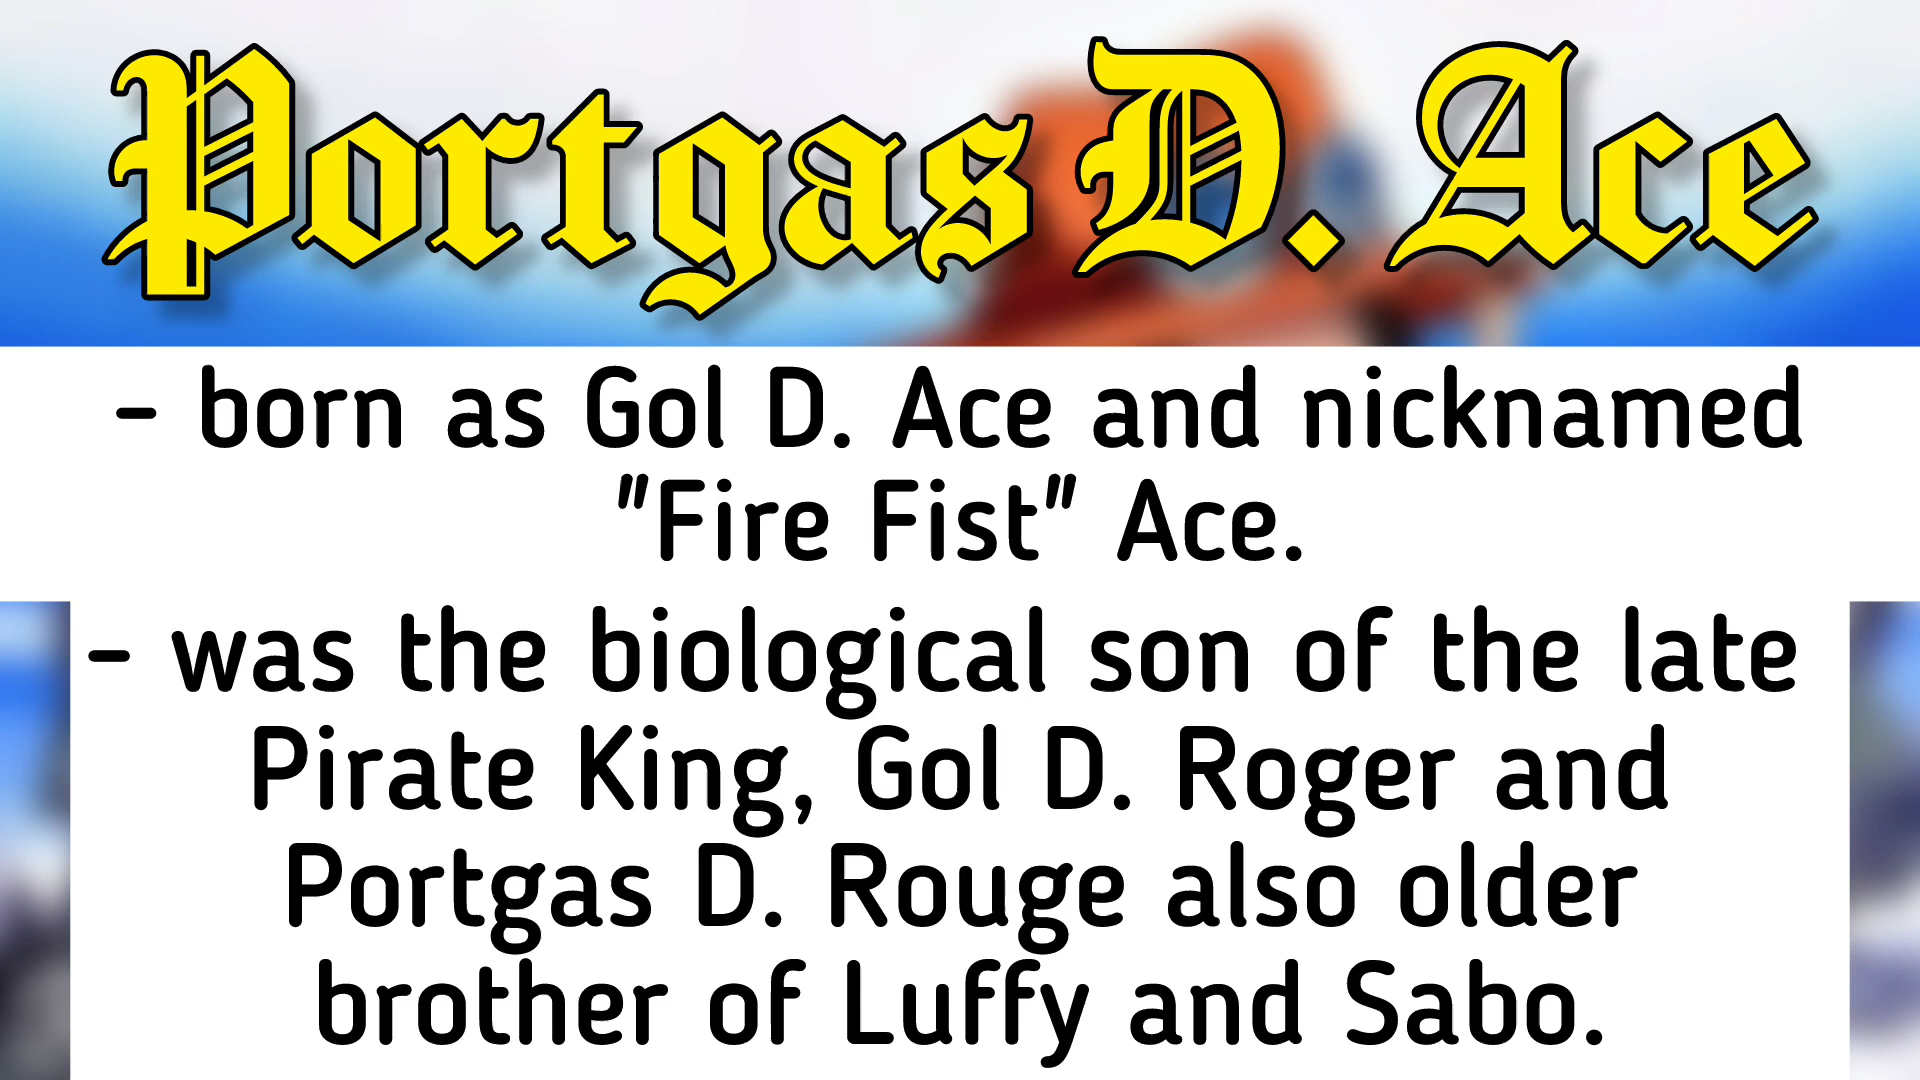 Portgas D. Ace
- born as Gol D. Ace and nicknamed
"Fire Fist" Ace.
- was the biological son of the late
Pirate King, Gol D. Roger and
Portgas D. Rouge also older
brother of Luffy and Sabo.